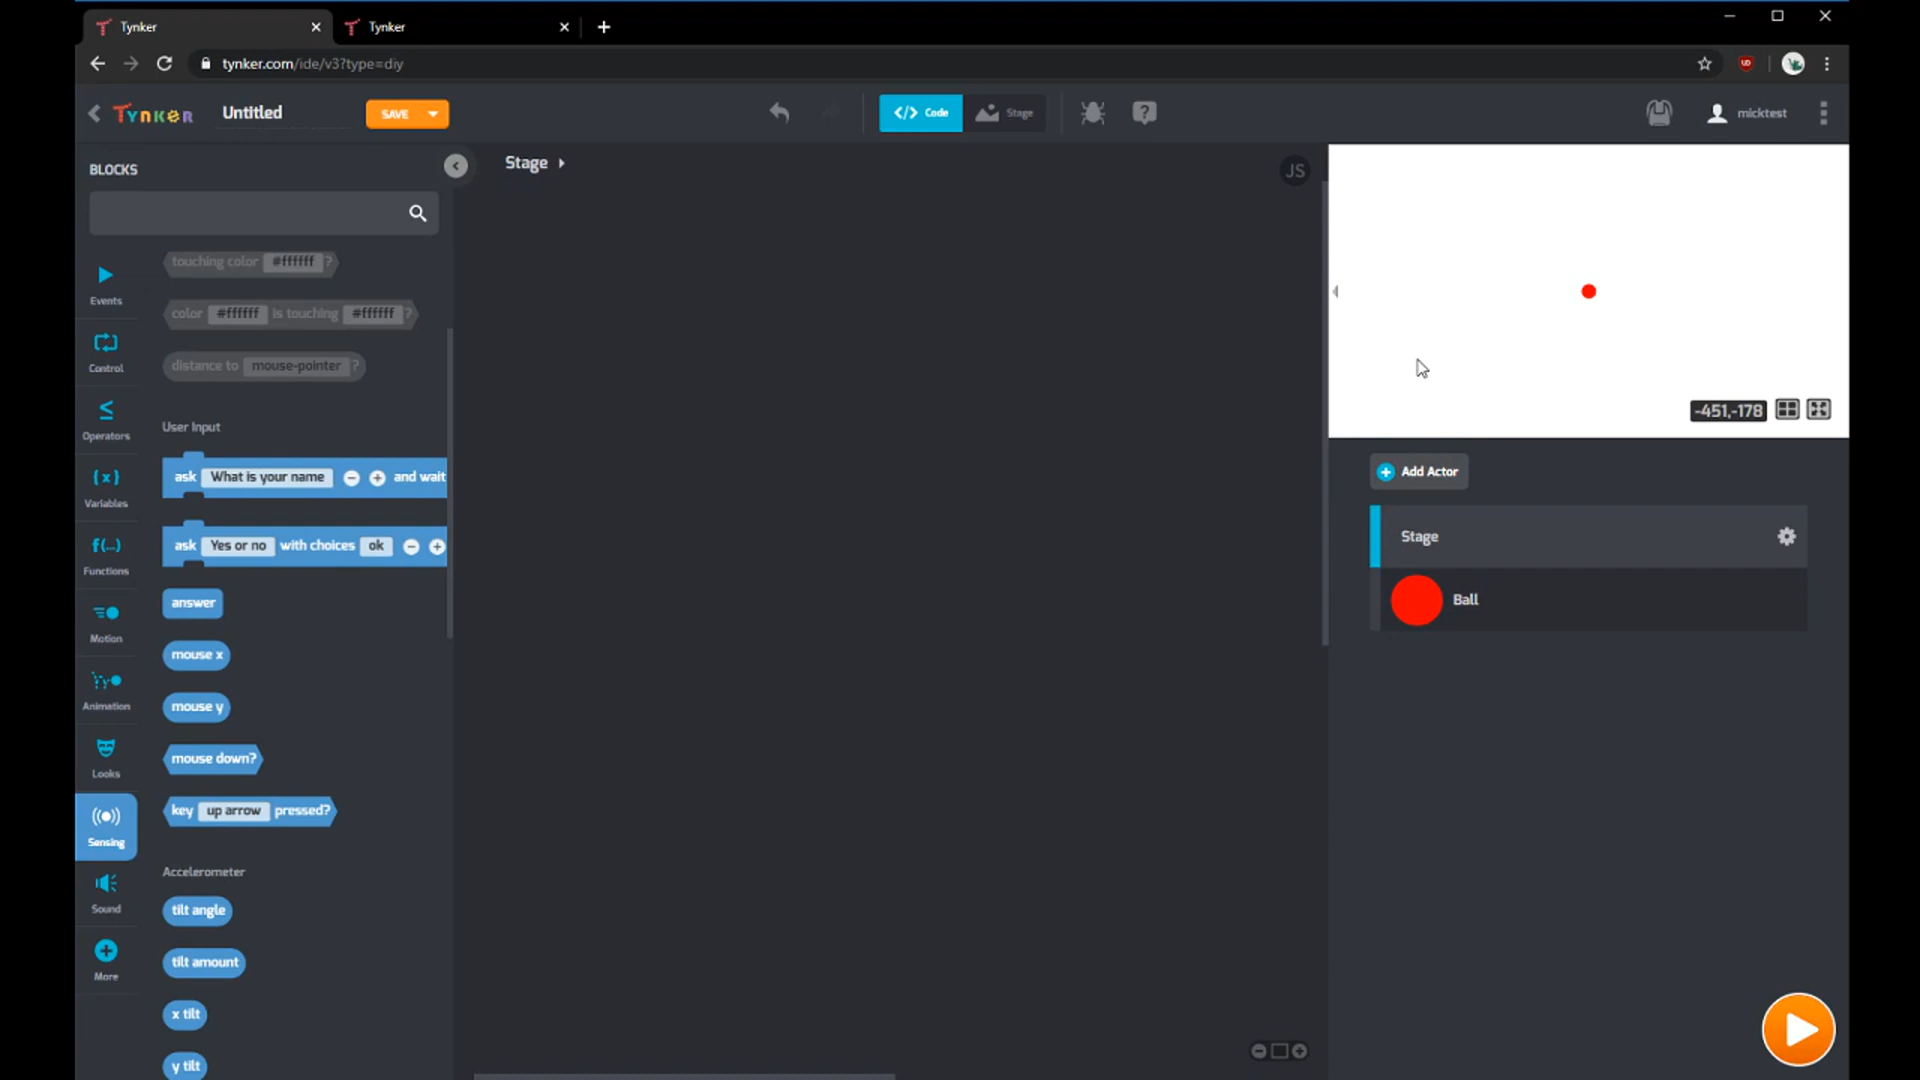 Tynker
Tynker
tynker.com/ide/v3?type=diy
TYNKER
Untitled
SAVE
</> Code
Stage
micktest
BLOCKS
Stage
JS
Events
Control
Operators
Variables
Functions
Motion
Animation
Looks
Sensing
Sound
More
touching color #ffffff ?
color #ffffff is touching #ffffff ?
distance to mouse-pointer ?
User Input
ask What is your name and wait
ask Yes or no with choices ok
answer
mouse x
mouse y
mouse down?
key up arrow pressed?
Accelerometer
tilt angle
tilt amount
x tilt
y tilt
-451,-178
Add Actor
Stage
Ball